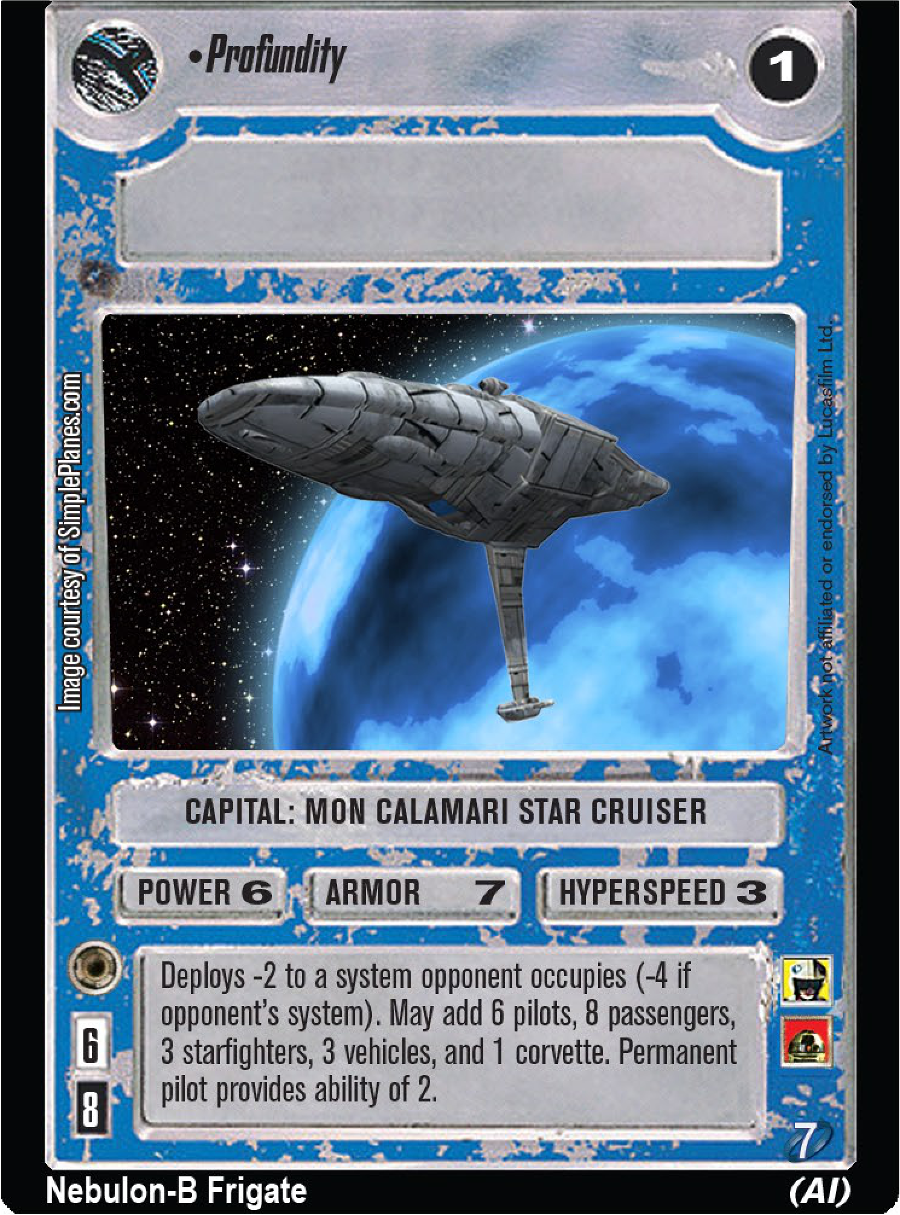 •Profundity
1
Image courtesy of SimplePlanes.com
Artwork not affiliated or endorsed by Lucasfilm Ltd.
CAPITAL: MON CALAMARI STAR CRUISER
POWER 6
ARMOR 7
HYPERSPEED 3
Deploys -2 to a system opponent occupies (-4 if
opponent's system). May add 6 pilots, 8 passengers,
3 starfighters, 3 vehicles, and 1 corvette. Permanent
pilot provides ability of 2.
6
8
7
Nebulon-B Frigate
(AI)